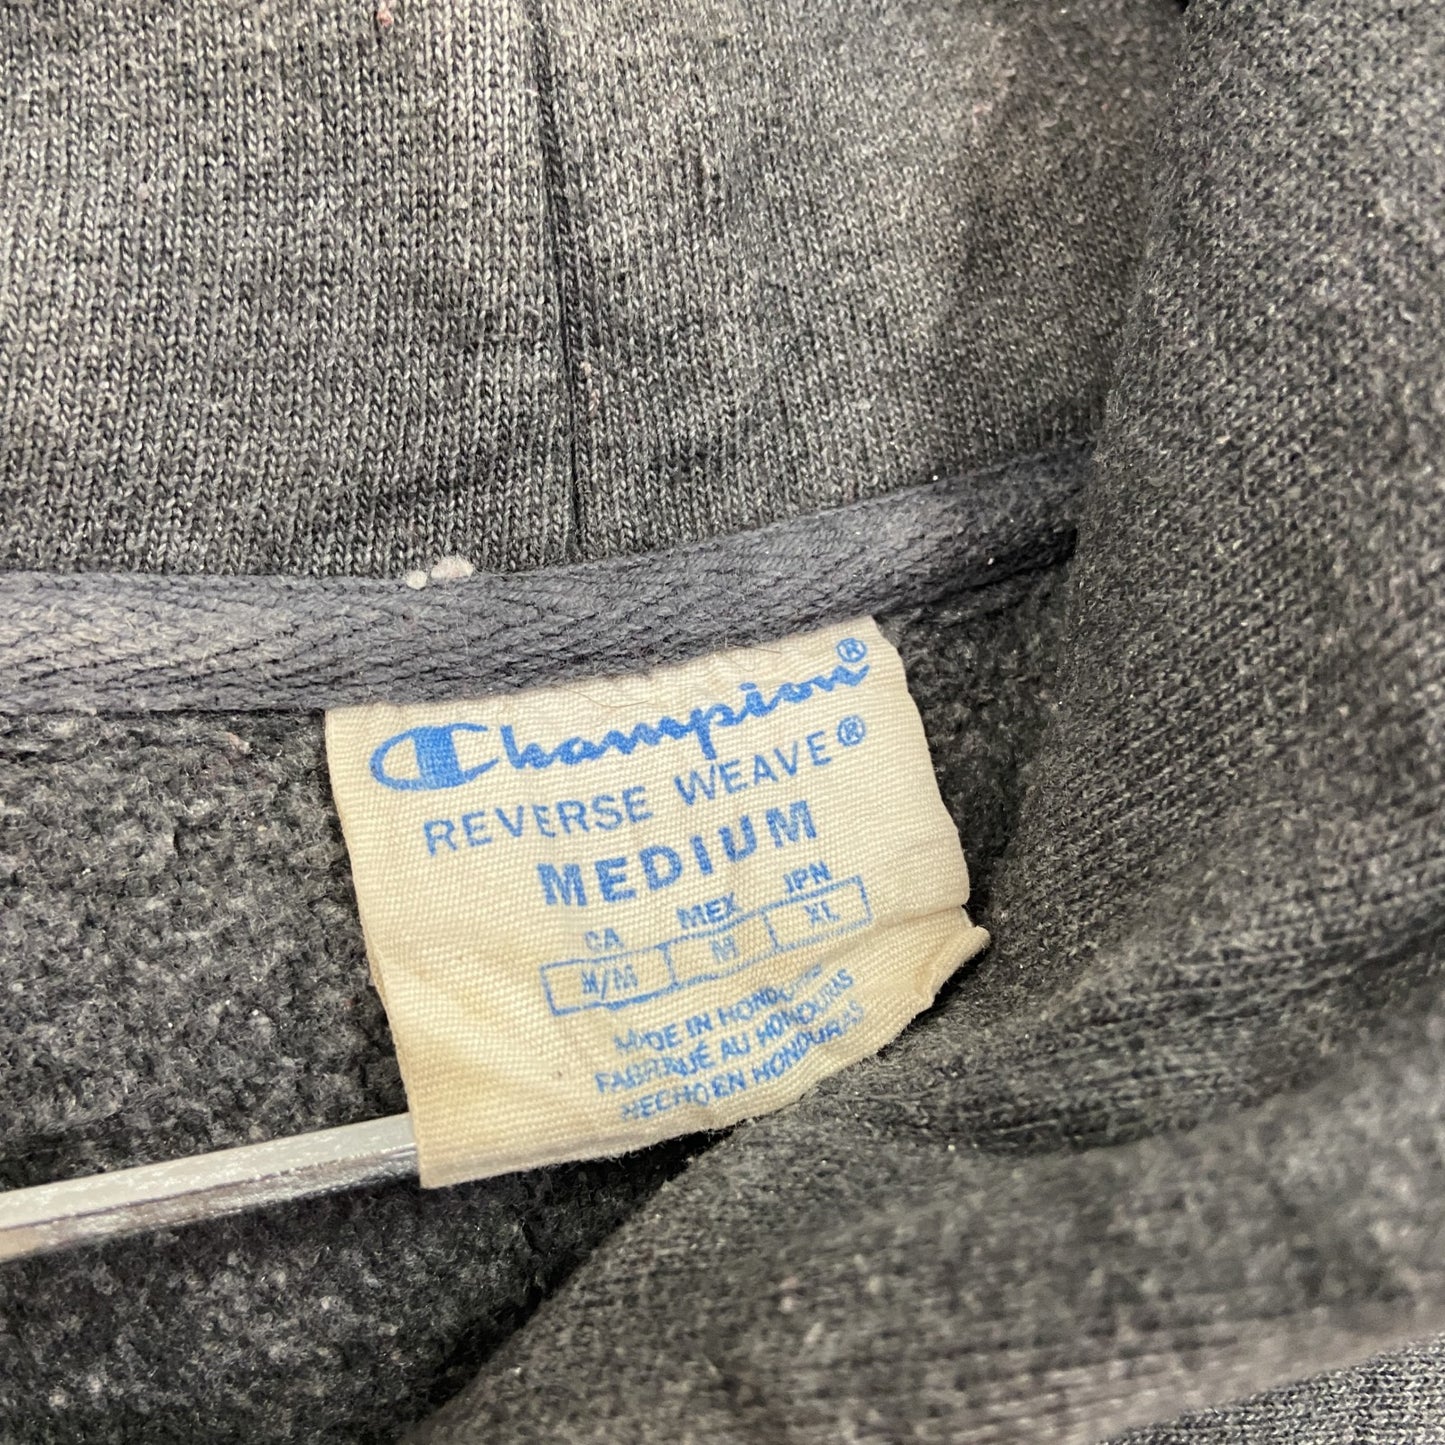 Champion®
REVERSE WEAVE®
MEDIUM
CA MEX JPN
M/M M XL
MADE IN HONDURAS
FABRIQUÉ AU HONDURAS
HECHO EN HONDURAS